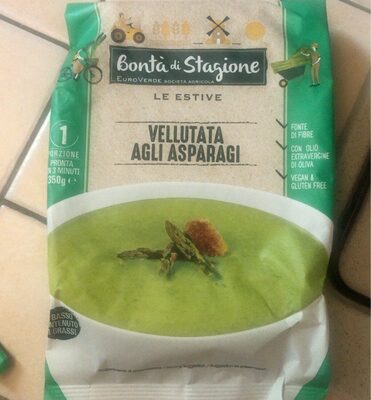 Bontà di Stagione
EUROVERDE SOCIETÀ AGRICOLA
LE ESTIVE
VELLUTATA
AGLI ASPARAGI
1
PORZIONE
PRONTA
IN 3 MINUTI
350g e
FONTE
DI FIBRE
CON OLIO
EXTRAVERGINE
DI OLIVA
VEGAN &
GLUTEN FREE
BASSO
CONTENUTO
DI GRASSI